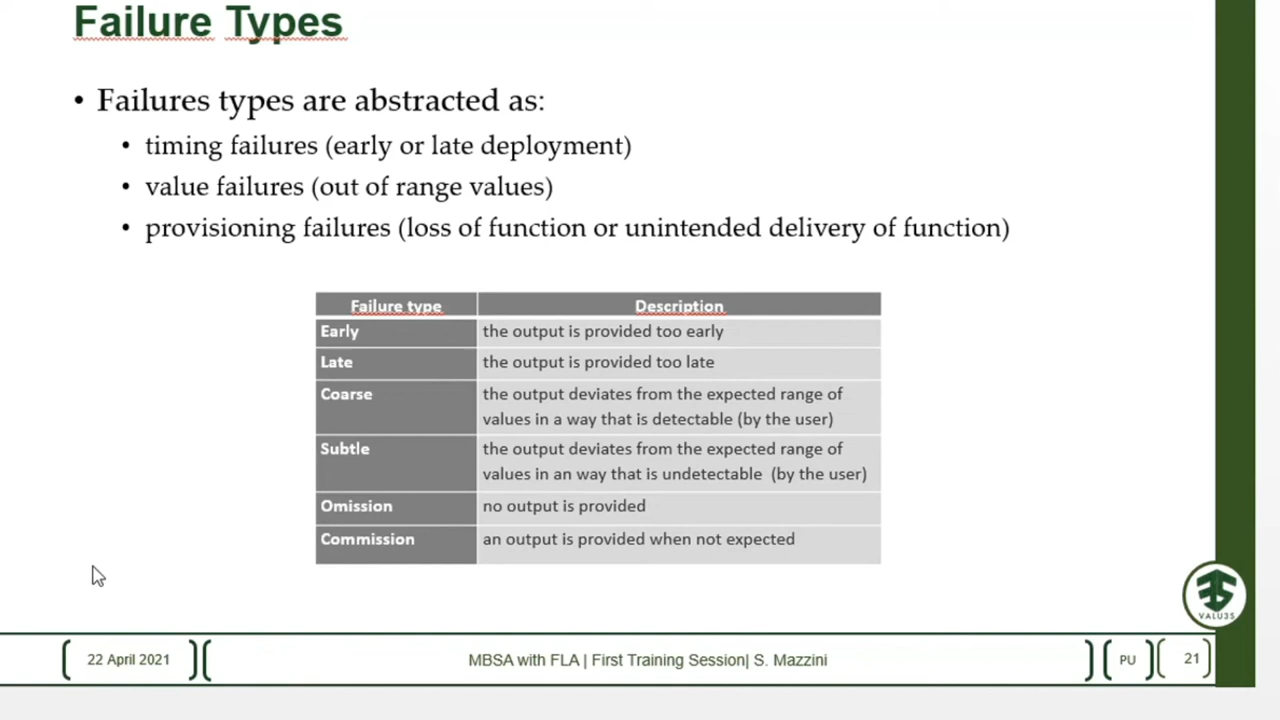 Failure Types
• Failures types are abstracted as:
• timing failures (early or late deployment)
• value failures (out of range values)
• provisioning failures (loss of function or unintended delivery of function)
Failure type Description
Early the output is provided too early
Late the output is provided too late
Coarse the output deviates from the expected range of
values in a way that is detectable (by the user)
Subtle the output deviates from the expected range of
values in an way that is undetectable (by the user)
Omission no output is provided
Commission an output is provided when not expected
VALU3S
22 April 2021 MBSA with FLA | First Training Session| S. Mazzini PU 21